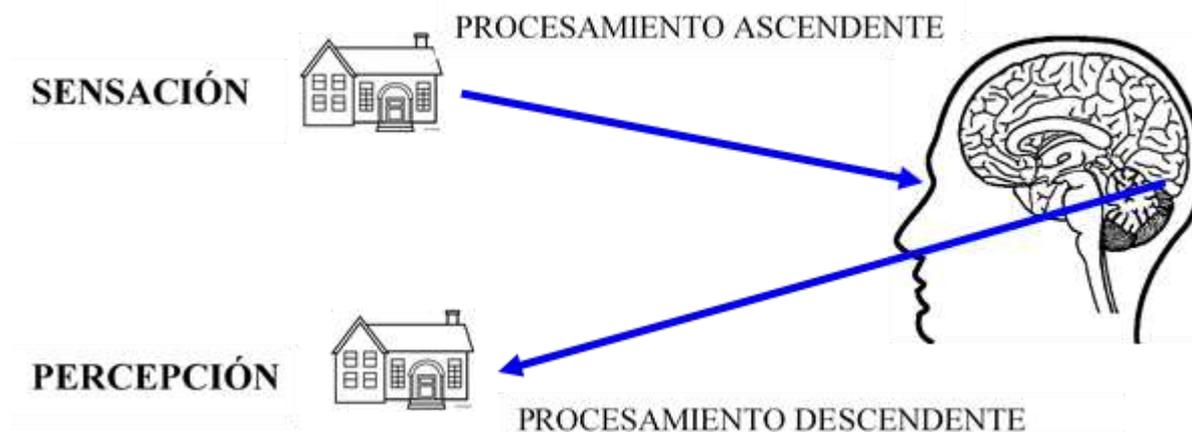 PROCESAMIENTO ASCENDENTE
SENSACIÓN
PERCEPCIÓN
PROCESAMIENTO DESCENDENTE